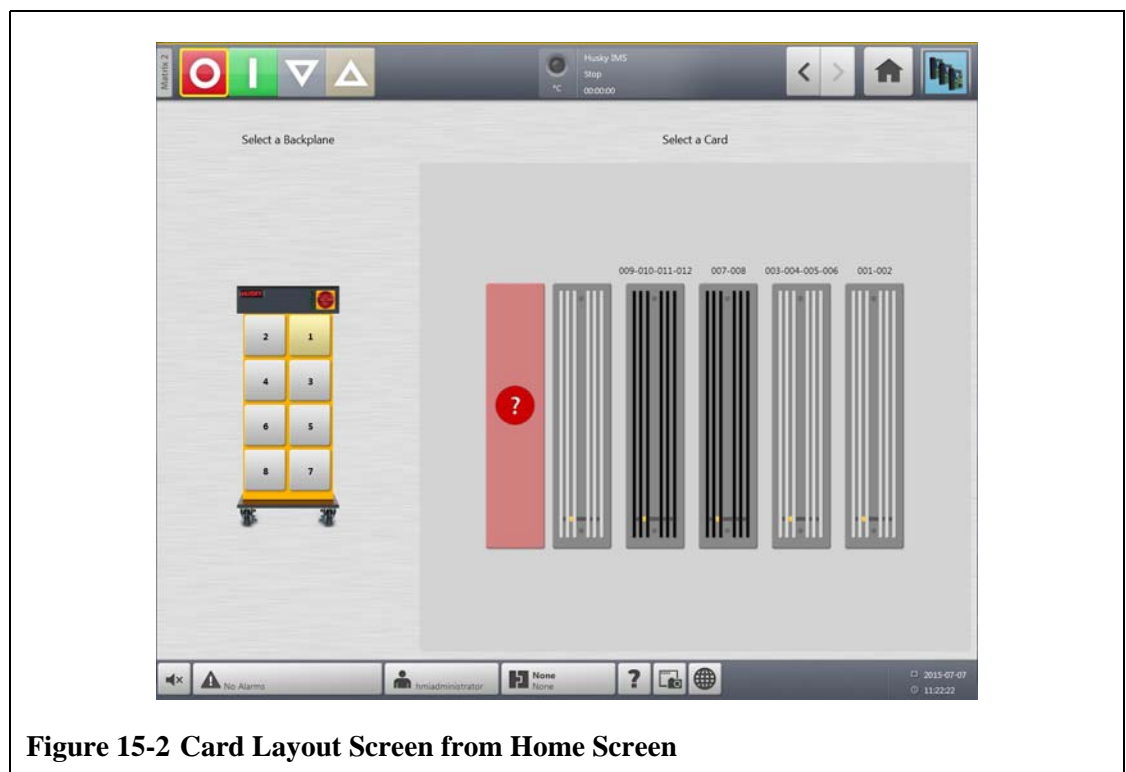 Matrix 2
Husky IMS
Stop
°C 00:00:00
Select a Backplane
Select a Card
009-010-011-012 007-008 003-004-005-006 001-002
HUSKY
2 1
4 3
6 5
8 7
?
No Alarms
hmiadministrator
None
None
?
2015-07-07
11:22:22
Figure 15-2 Card Layout Screen from Home Screen